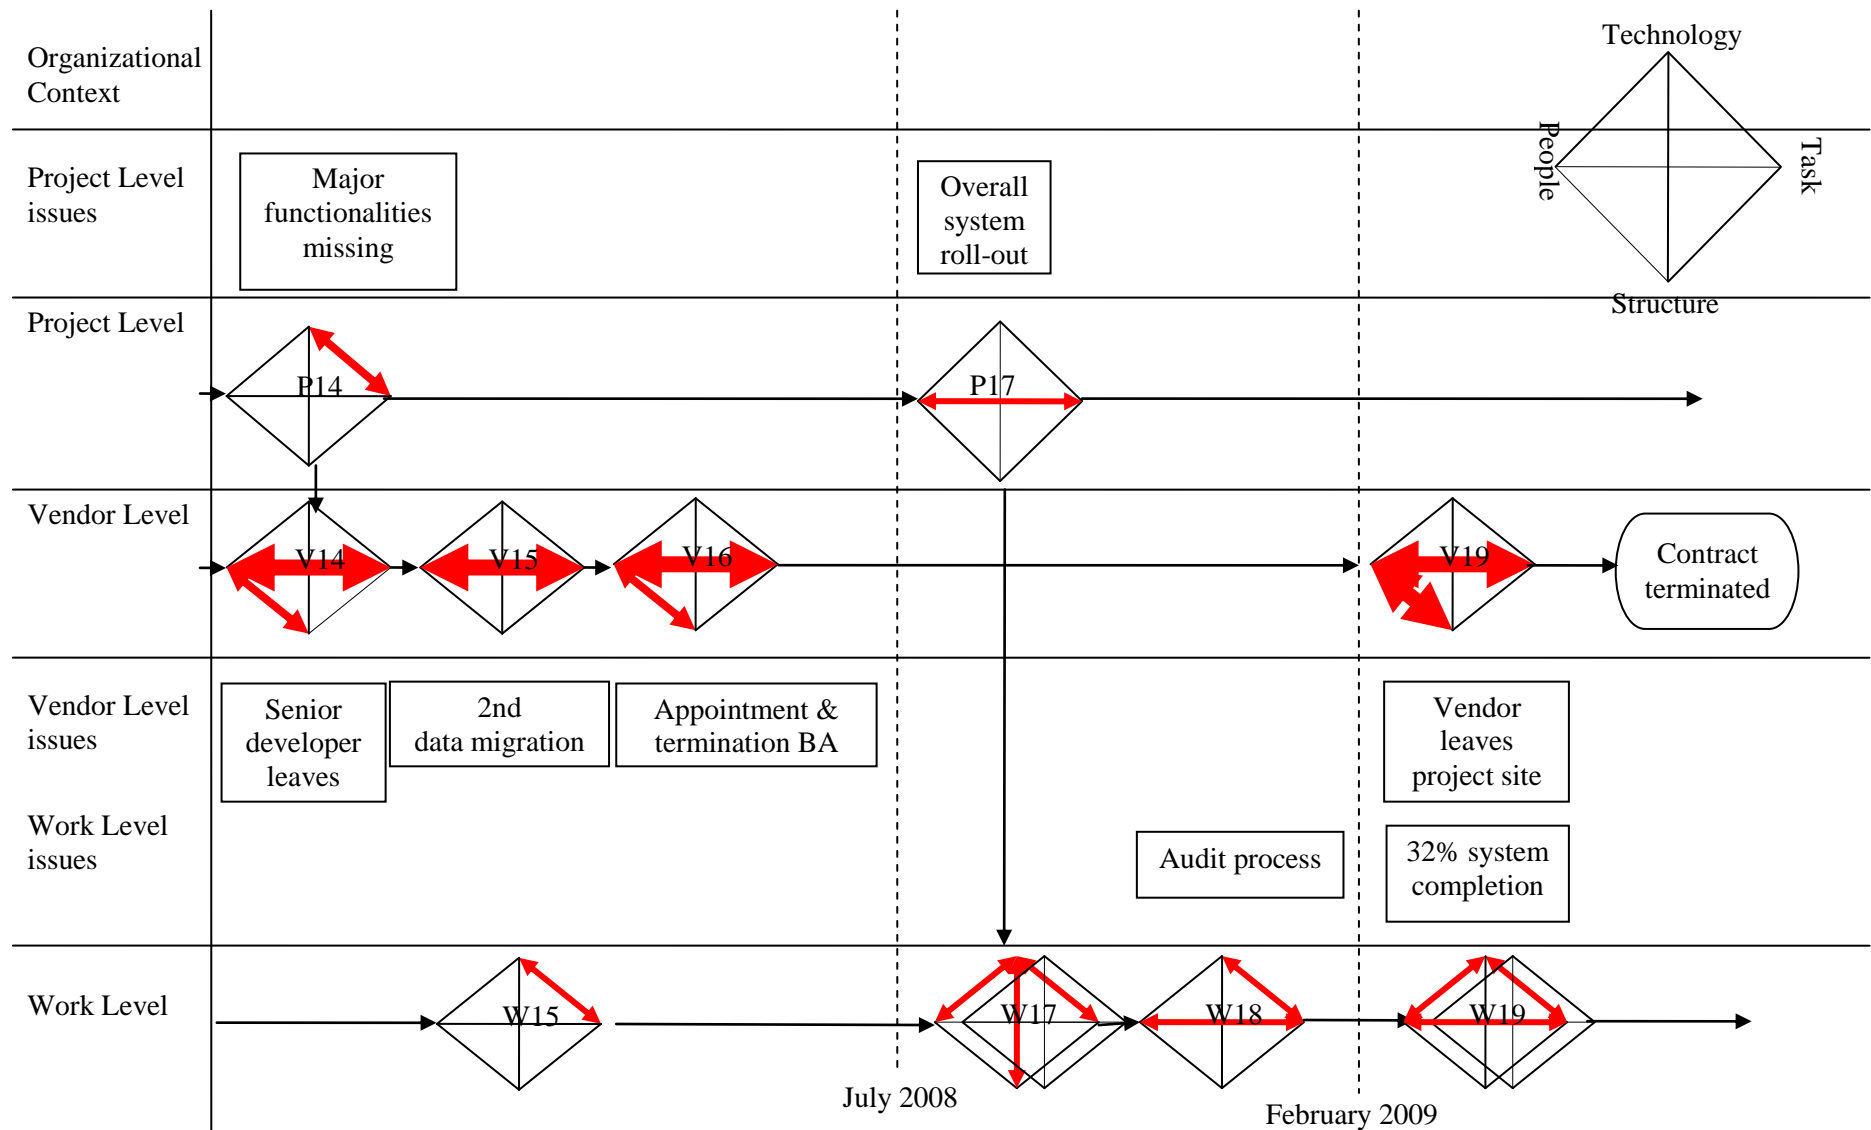 Organizational
Context
Technology
People
Task
Structure
Project Level
issues
Major
functionalities
missing
Overall
system
roll-out
Project Level
P14
P17
Vendor Level
V14
V15
V16
V19
Contract
terminated
Vendor Level
issues
Senior
developer
leaves
2nd
data migration
Appointment &
termination BA
Vendor
leaves
project site
Work Level
issues
Audit process
32% system
completion
Work Level
W15
W17
W18
W19
July 2008
February 2009